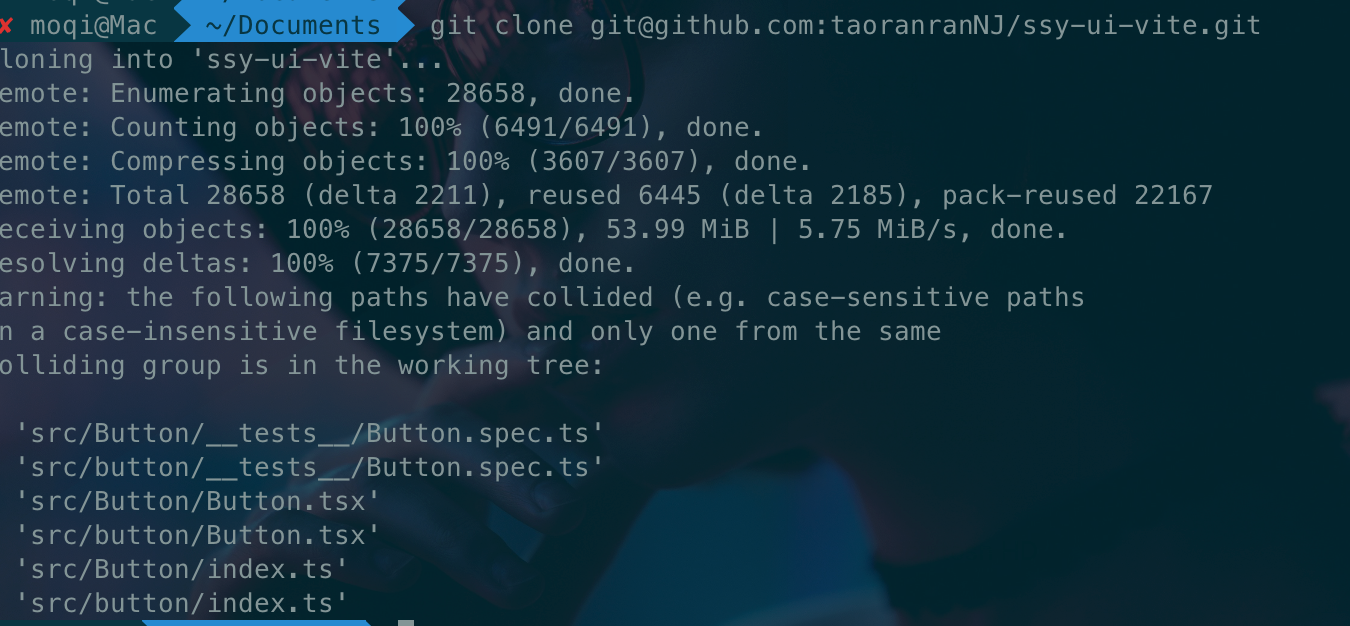 ✘ moqi@Mac ~/Documents git clone git@github.com:taoranranNJ/ssy-ui-vite.git
loning into 'ssy-ui-vite'...
emote: Enumerating objects: 28658, done.
emote: Counting objects: 100% (6491/6491), done.
emote: Compressing objects: 100% (3607/3607), done.
emote: Total 28658 (delta 2211), reused 6445 (delta 2185), pack-reused 22167
eceiving objects: 100% (28658/28658), 53.99 MiB | 5.75 MiB/s, done.
esolving deltas: 100% (7375/7375), done.
arning: the following paths have collided (e.g. case-sensitive paths
n a case-insensitive filesystem) and only one from the same
olliding group is in the working tree:
'src/Button/__tests__/Button.spec.ts'
'src/button/__tests__/Button.spec.ts'
'src/Button/Button.tsx'
'src/button/Button.tsx'
'src/Button/index.ts'
'src/button/index.ts'